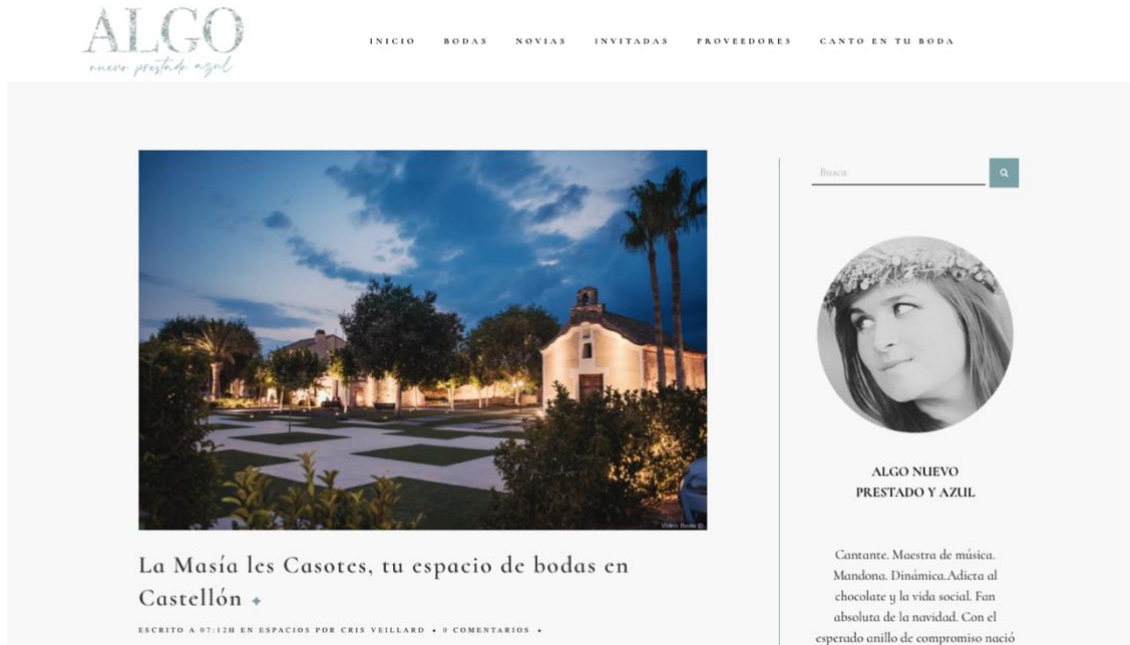 ALGO
nuevo prestado azul
INICIO BODAS NOVIAS INVITADAS PROVEEDORES CANTO EN TU BODA
Busca
Video Boda ©
La Masía les Casotes, tu espacio de bodas en
Castellón
ESCRITO A 07:12H EN ESPACIOS POR CRIS VEILLARD • 0 COMENTARIOS •
ALGO NUEVO
PRESTADO Y AZUL
Cantante. Maestra de música.
Mandona. Dinámica.Adicta al
chocolate y la vida social. Fan
absoluta de la navidad. Con el
esperado anillo de compromiso nació